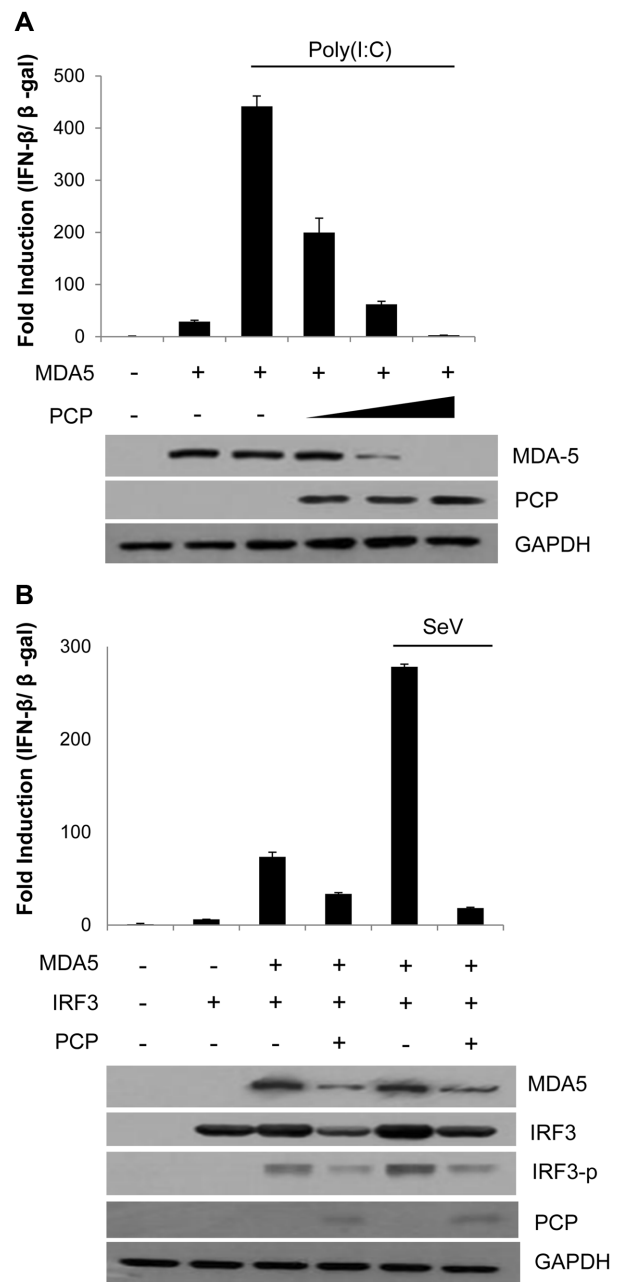 A
Poly(I:C)
Fold Induction (IFN-β/ β -gal)
500
400
300
200
100
0
MDA5 - + + + + +
PCP - - -
MDA-5
PCP
GAPDH
B
SeV
Fold Induction (IFN-β/ β -gal)
300
200
100
0
MDA5 - - + + + +
IRF3 - + + + + +
PCP - - - + - +
MDA5
IRF3
IRF3-p
PCP
GAPDH